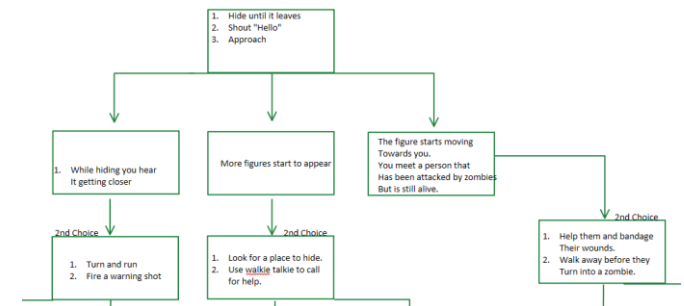 1. Hide until it leaves
2. Shout "Hello"
3. Approach
1. While hiding you hear
It getting closer
More figures start to appear
The figure starts moving
Towards you.
You meet a person that
Has been attacked by zombies
But is still alive.
2nd Choice
1. Turn and run
2. Fire a warning shot
2nd Choice
1. Look for a place to hide.
2. Use walkie talkie to call
for help.
2nd Choice
1. Help them and bandage
Their wounds.
2. Walk away before they
Turn into a zombie.